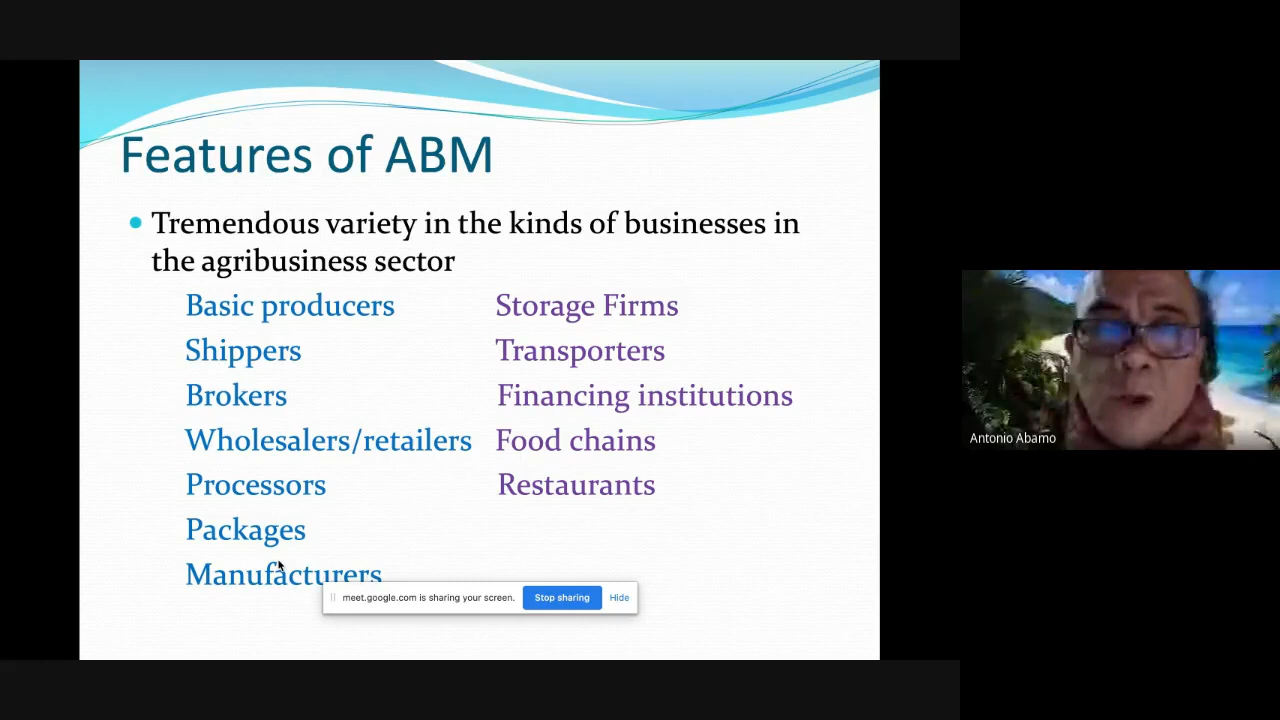 Features of ABM
Tremendous variety in the kinds of businesses in
the agribusiness sector
Basic producers Storage Firms
Shippers Transporters
Brokers Financing institutions
Wholesalers/retailers Food chains
Processors Restaurants
Packages
Manufacturers
meet.google.com is sharing your screen. Stop sharing Hide
Antonio Abamo